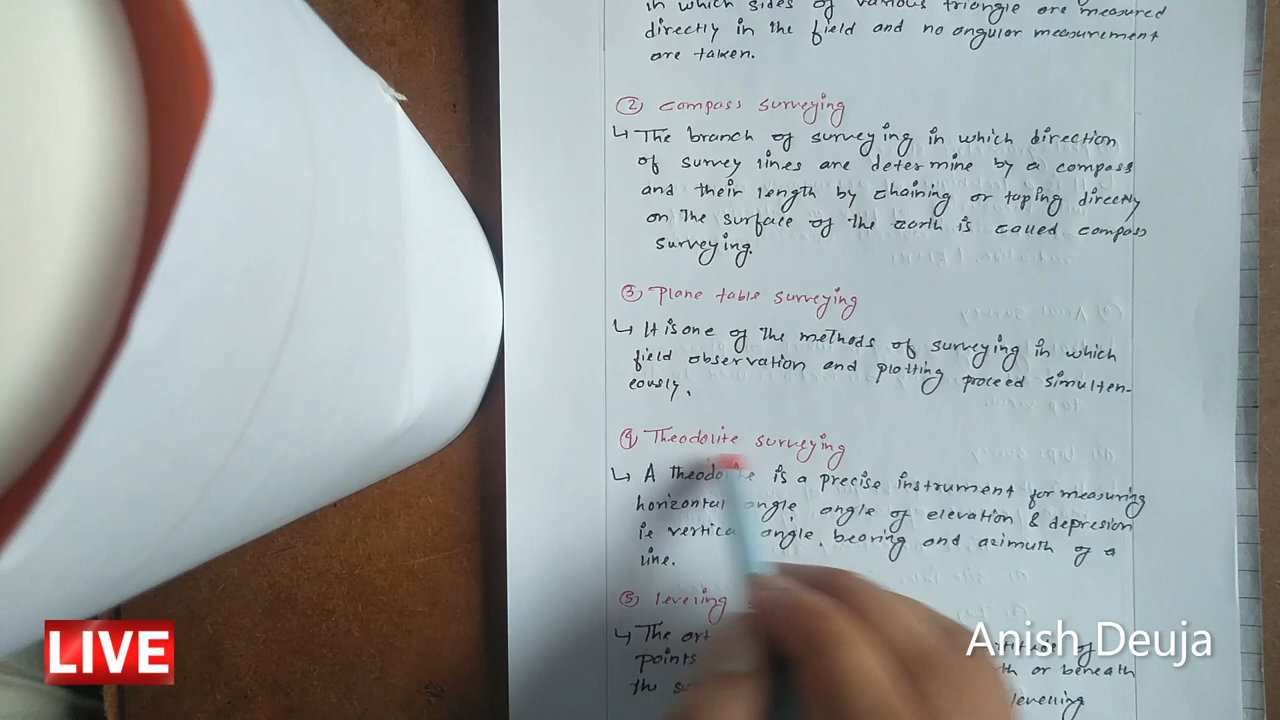 in which sides of various triangle are measured
directly in the field and no angular measurement
are taken.
② compass surveying
↳ The branch of surveying in which direction
of survey lines are determine by a compass
and their length by chaining or taping directly
on the surface of the earth is called compass
surveying.
③ plane table surveying
↳ It is one of the methods of surveying in which
field observation and plotting proceed simulten-
eously.
④ Theodolite surveying
↳ A theodolite is a precise instrument for measuring
horizontal angle, angle of elevation & depresion
ie vertical angle, bearing and azimuth of a
line.
⑤ leveling
↳ The of
points or beneath
the levelling
LIVE
Anish Deuja